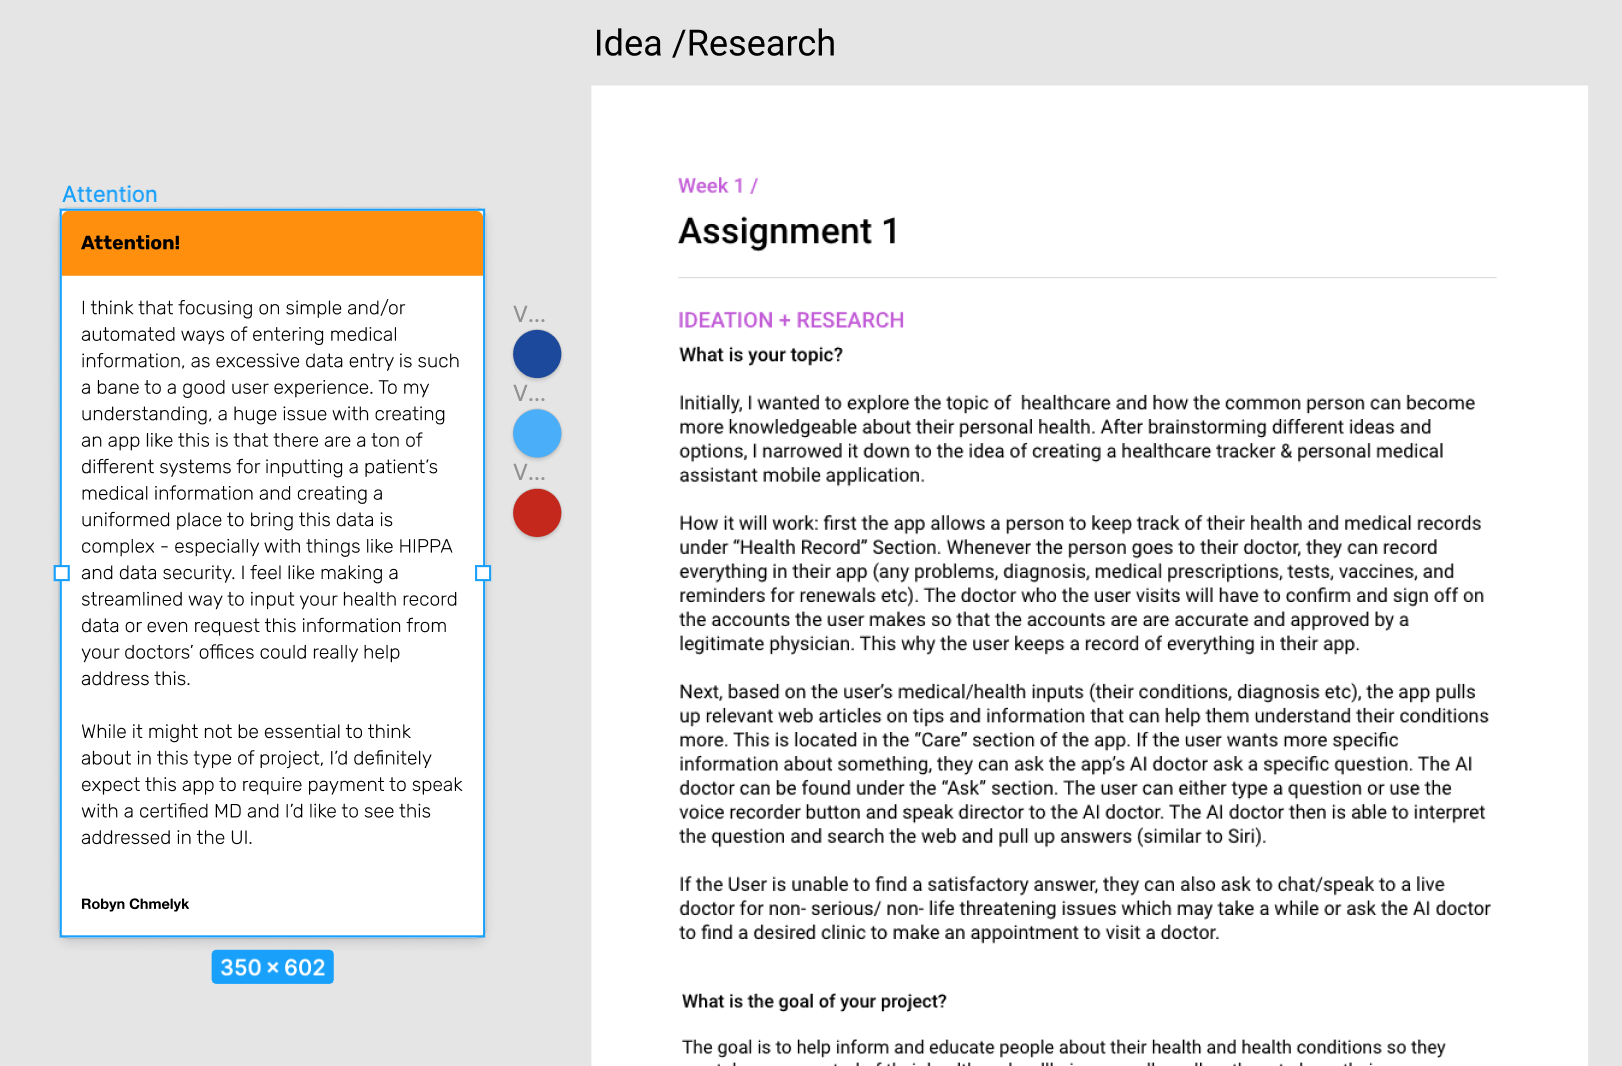 Idea /Research
Attention
Attention!
I think that focusing on simple and/or
automated ways of entering medical
information, as excessive data entry is such
a bane to a good user experience. To my
understanding, a huge issue with creating
an app like this is that there are a ton of
different systems for inputting a patient's
medical information and creating a
uniformed place to bring this data is
complex - especially with things like HIPPA
and data security. I feel like making a
streamlined way to input your health record
data or even request this information from
your doctors' offices could really help
address this.
While it might not be essential to think
about in this type of project, I'd definitely
expect this app to require payment to speak
with a certified MD and I'd like to see this
addressed in the UI.
Robyn Chmelyk
350 × 602
V...
V...
V...
Week 1 /
Assignment 1
IDEATION + RESEARCH
What is your topic?
Initially, I wanted to explore the topic of  healthcare and how the common person can become
more knowledgeable about their personal health. After brainstorming different ideas and
options, I narrowed it down to the idea of creating a healthcare tracker & personal medical
assistant mobile application.
How it will work: first the app allows a person to keep track of their health and medical records
under “Health Record” Section. Whenever the person goes to their doctor, they can record
everything in their app (any problems, diagnosis, medical prescriptions, tests, vaccines, and
reminders for renewals etc). The doctor who the user visits will have to confirm and sign off on
the accounts the user makes so that the accounts are are accurate and approved by a
legitimate physician. This why the user keeps a record of everything in their app.
Next, based on the user's medical/health inputs (their conditions, diagnosis etc), the app pulls
up relevant web articles on tips and information that can help them understand their conditions
more. This is located in the “Care” section of the app. If the user wants more specific
information about something, they can ask the app's AI doctor ask a specific question. The AI
doctor can be found under the “Ask” section. The user can either type a question or use the
voice recorder button and speak director to the AI doctor. The AI doctor then is able to interpret
the question and search the web and pull up answers (similar to Siri).
If the User is unable to find a satisfactory answer, they can also ask to chat/speak to a live
doctor for non- serious/ non- life threatening issues which may take a while or ask the AI doctor
to find a desired clinic to make an appointment to visit a doctor.
What is the goal of your project?
The goal is to help inform and educate people about their health and health conditions so they